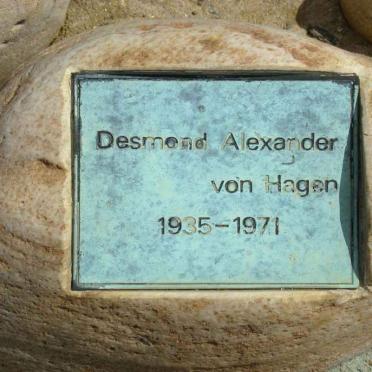 Desmond Alexander
von Hagen
1935-1971